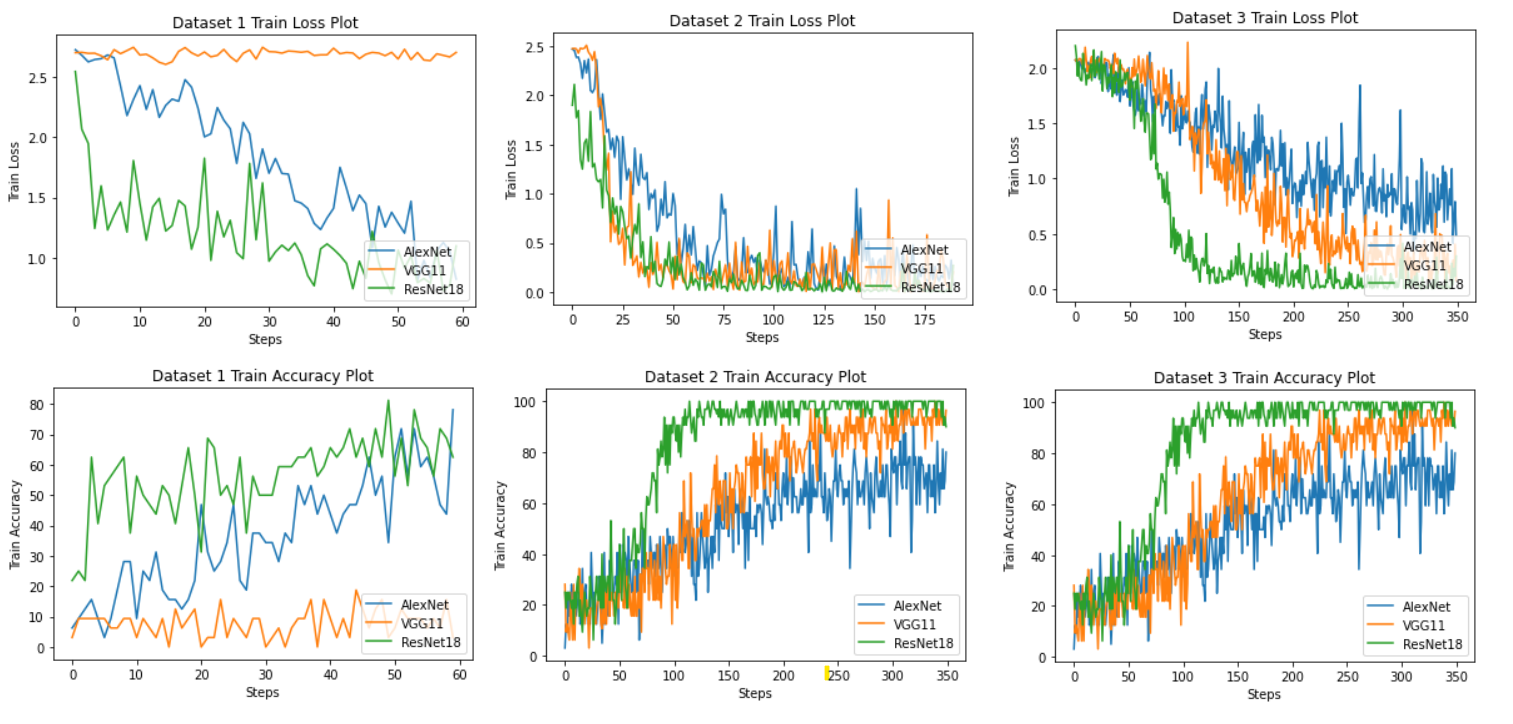 Dataset 1 Train Loss Plot
Train Loss
2.5
2.0
1.5
1.0
0 10 20 30 40 50 60
Steps
AlexNet
VGG11
ResNet18
Dataset 2 Train Loss Plot
Train Loss
2.5
2.0
1.5
1.0
0.5
0.0
0 25 50 75 100 125 150 175
Steps
AlexNet
VGG11
ResNet18
Dataset 3 Train Loss Plot
Train Loss
2.0
1.5
1.0
0.5
0.0
0 50 100 150 200 250 300 350
Steps
AlexNet
VGG11
ResNet18
Dataset 1 Train Accuracy Plot
Train Accuracy
80
70
60
50
40
30
20
10
0
0 10 20 30 40 50 60
Steps
AlexNet
VGG11
ResNet18
Dataset 2 Train Accuracy Plot
Train Accuracy
100
80
60
40
20
0
0 50 100 150 200 250 300 350
Steps
AlexNet
VGG11
ResNet18
Dataset 3 Train Accuracy Plot
Train Accuracy
100
80
60
40
20
0
0 50 100 150 200 250 300 350
Steps
AlexNet
VGG11
ResNet18